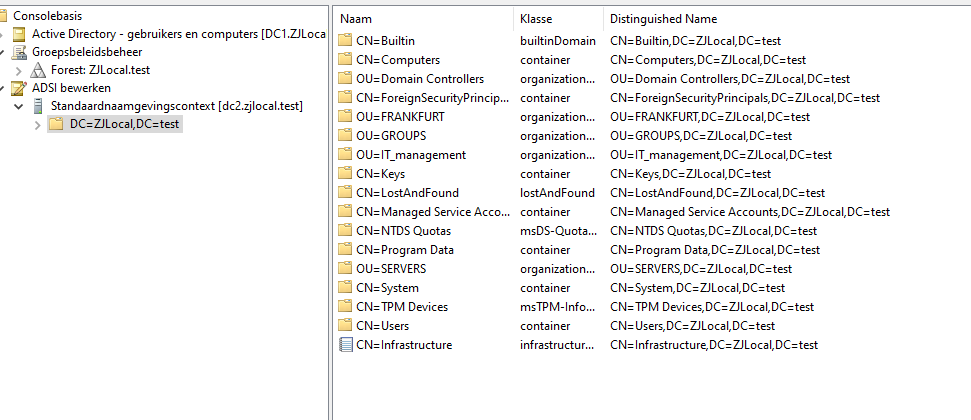 Consolebasis
Active Directory - gebruikers en computers [DC1.ZJLoca
Groepsbeleidsbeheer
Forest: ZJLocal.test
ADSI bewerken
Standaardnaamgevingscontext [dc2.zjlocal.test]
DC=ZJLocal,DC=test
Naam Klasse Distinguished Name
CN=Builtin builtinDomain CN=Builtin,DC=ZJLocal,DC=test
CN=Computers container CN=Computers,DC=ZJLocal,DC=test
OU=Domain Controllers organization... OU=Domain Controllers,DC=ZJLocal,DC=test
CN=ForeignSecurityPrincip... container CN=ForeignSecurityPrincipals,DC=ZJLocal,DC=test
OU=FRANKFURT organization... OU=FRANKFURT,DC=ZJLocal,DC=test
OU=GROUPS organization... OU=GROUPS,DC=ZJLocal,DC=test
OU=IT_management organization... OU=IT_management,DC=ZJLocal,DC=test
CN=Keys container CN=Keys,DC=ZJLocal,DC=test
CN=LostAndFound lostAndFound CN=LostAndFound,DC=ZJLocal,DC=test
CN=Managed Service Acco... container CN=Managed Service Accounts,DC=ZJLocal,DC=test
CN=NTDS Quotas msDS-Quota... CN=NTDS Quotas,DC=ZJLocal,DC=test
CN=Program Data container CN=Program Data,DC=ZJLocal,DC=test
OU=SERVERS organization... OU=SERVERS,DC=ZJLocal,DC=test
CN=System container CN=System,DC=ZJLocal,DC=test
CN=TPM Devices msTPM-Info... CN=TPM Devices,DC=ZJLocal,DC=test
CN=Users container CN=Users,DC=ZJLocal,DC=test
CN=Infrastructure infrastructur... CN=Infrastructure,DC=ZJLocal,DC=test